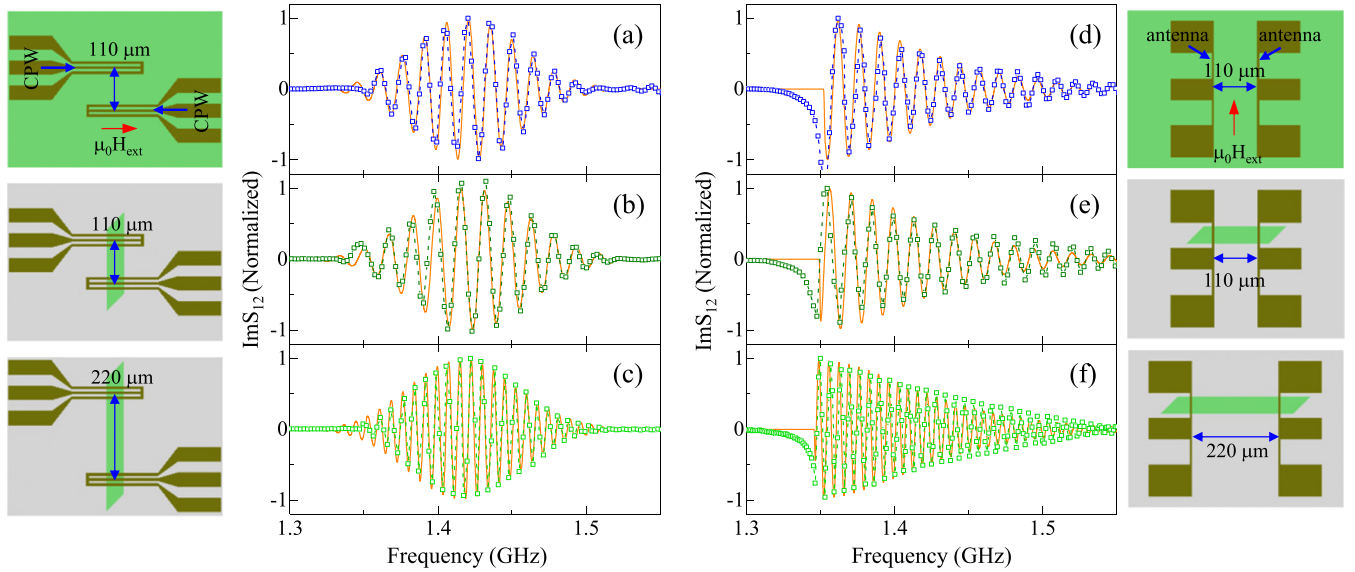 110 μm
CPW
CPW
μ₀Hₑₓₜ
110 μm
220 μm
ImS₁₂ (Normalized)
1
0
-1
(a)
1
0
-1
(b)
1
0
-1
(c)
1.3
1.4
1.5
Frequency (GHz)
ImS₁₂ (Normalized)
1
0
-1
(d)
1
0
-1
(e)
1
0
-1
(f)
1.3
1.4
1.5
Frequency (GHz)
antenna
antenna
110 μm
μ₀Hₑₓₜ
110 μm
220 μm